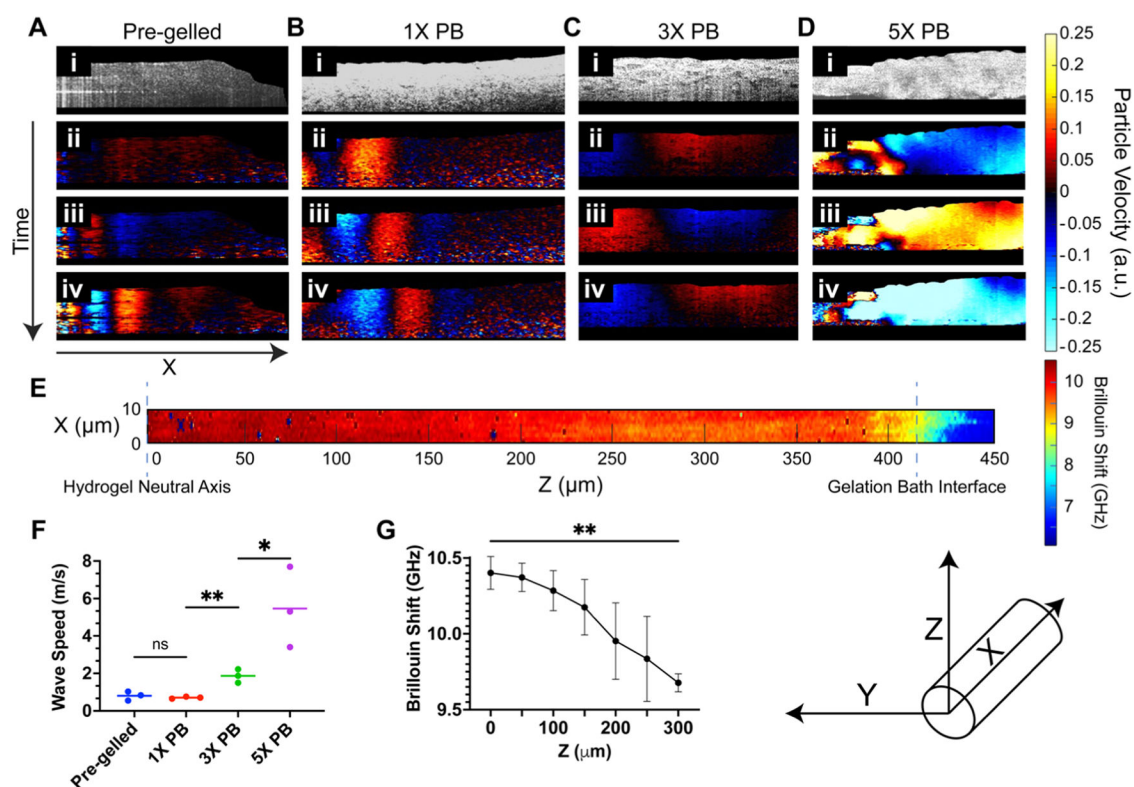 A Pre-gelled
B 1X PB
C 3X PB
D 5X PB
i i i i
ii ii ii ii
iii iii iii iii
iv iv iv iv
Time
X
0.25
0.2
0.15
0.1
0.05
0
-0.05
-0.1
-0.15
-0.2
-0.25
Particle Velocity (a.u.)
E
X (µm)
10
0
0 50 100 150 200 250 300 350 400 450
Hydrogel Neutral Axis
Z (µm)
Gelation Bath Interface
10
9
8
7
Brillouin Shift (GHz)
F
Wave Speed (m/s)
8
6
4
2
0
ns
**
*
Pre-gelled
1X PB
3X PB
5X PB
G
Brillouin Shift (GHz)
10.5
10.0
9.5
**
0 100 200 300
Z (µm)
Z
X
Y